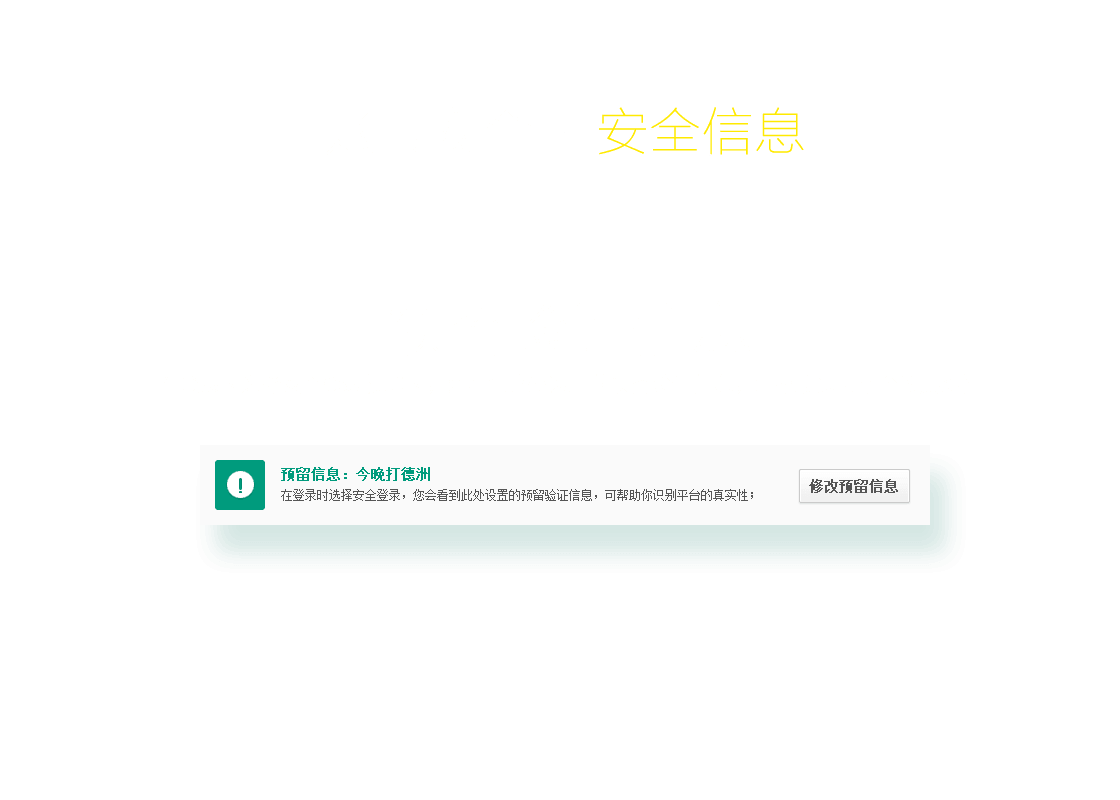 安全信息
预留信息：今晚打德洲
在登录时选择安全登录，您会看到此处设置的预留验证信息，可帮助你识别平台的真实性；
修改预留信息